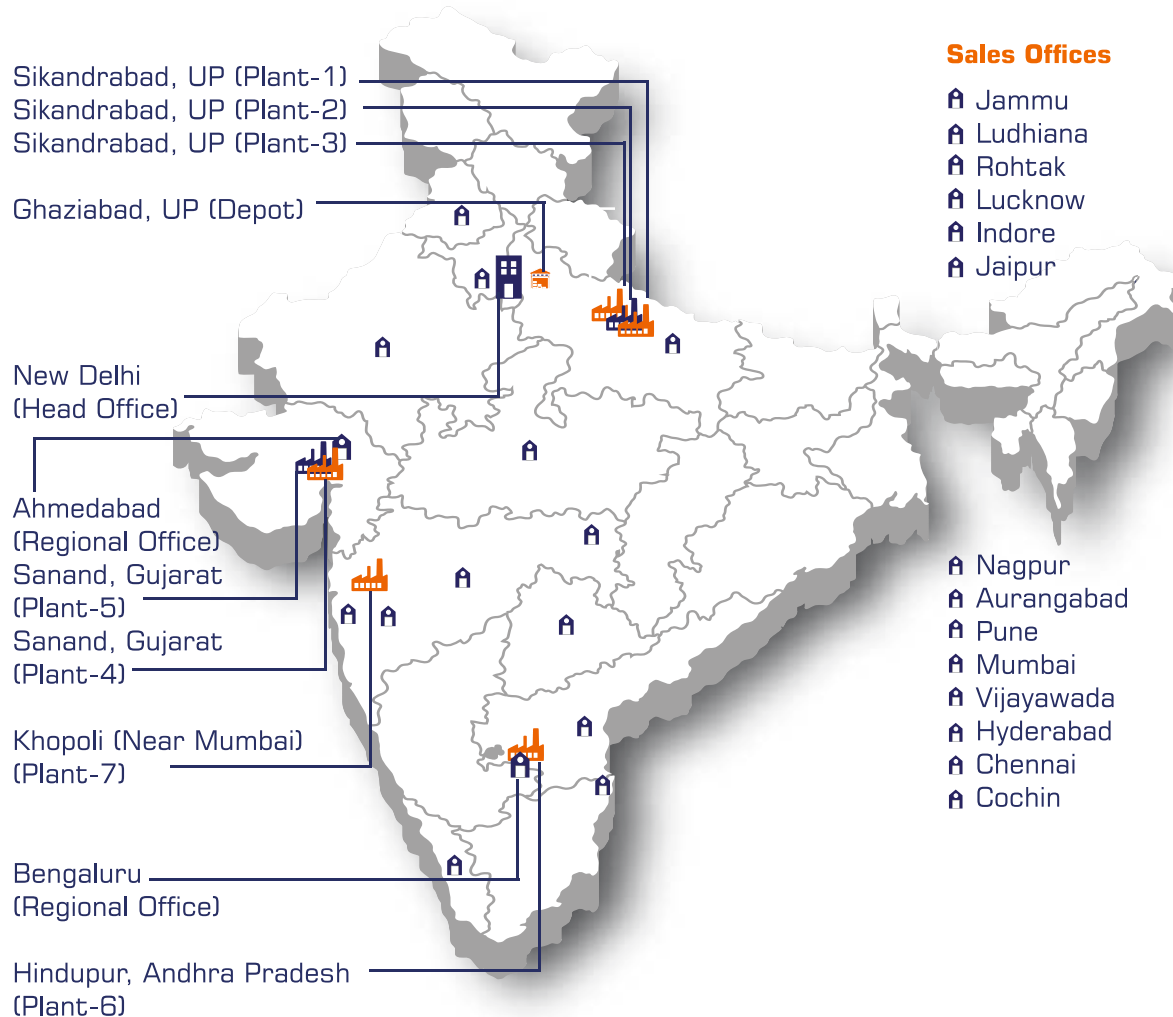 Sikandrabad, UP (Plant-1)
Sikandrabad, UP (Plant-2)
Sikandrabad, UP (Plant-3)
Ghaziabad, UP (Depot)
New Delhi
(Head Office)
Ahmedabad
(Regional Office)
Sanand, Gujarat
(Plant-5)
Sanand, Gujarat
(Plant-4)
Khopoli (Near Mumbai)
(Plant-7)
Bengaluru
(Regional Office)
Hindupur, Andhra Pradesh
(Plant-6)
Sales Offices
Jammu
Ludhiana
Rohtak
Lucknow
Indore
Jaipur
Nagpur
Aurangabad
Pune
Mumbai
Vijayawada
Hyderabad
Chennai
Cochin